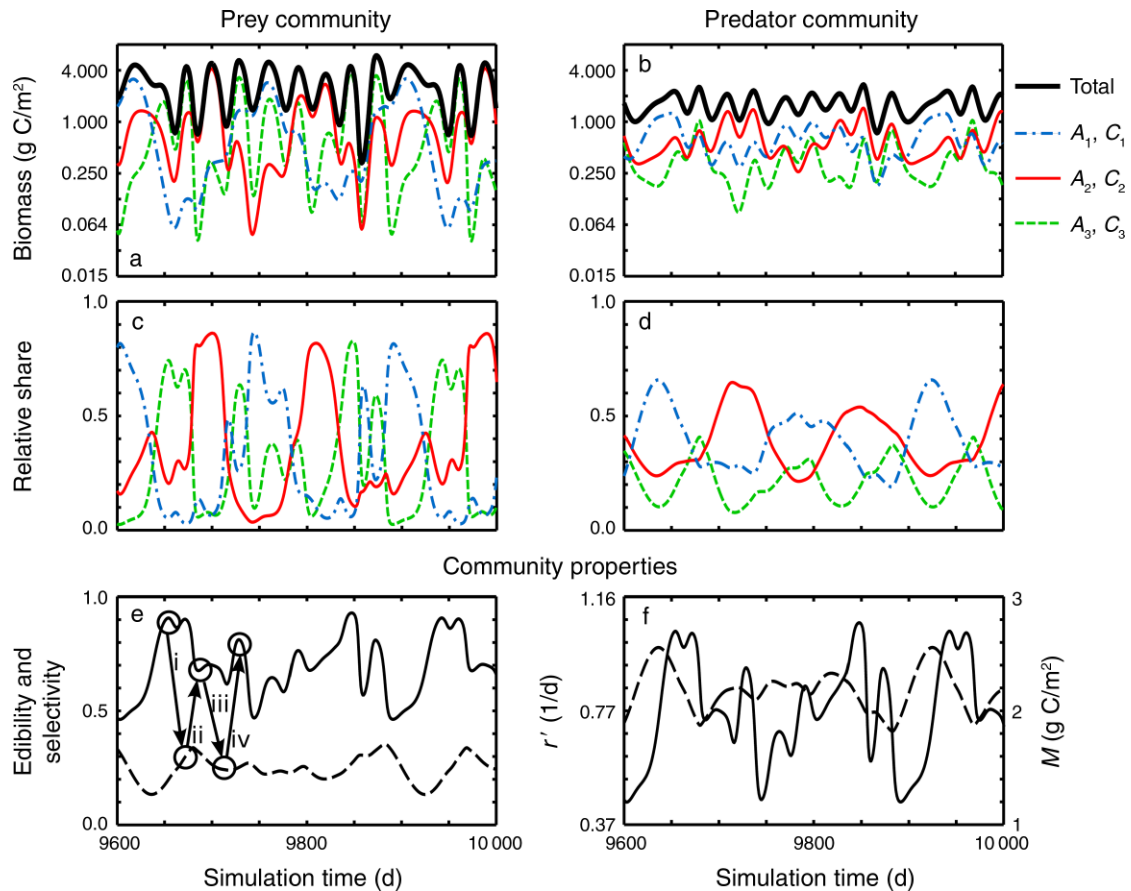 Prey community
Predator community
Biomass (g C/m²)
4.000
1.000
0.250
0.064
0.015
a
4.000
1.000
0.250
0.064
0.015
b
Total
A₁, C₁
A₂, C₂
A₃, C₃
Relative share
1.0
0.5
0.0
c
1.0
0.5
0.0
d
Community properties
Edibility and
selectivity
1.0
0.5
0.0
e
i
ii
iii
iv
9600
9800
10 000
Simulation time (d)
r′ (1/d)
1.16
0.77
0.37
f
3
2
1
M (g C/m²)
9600
9800
10 000
Simulation time (d)